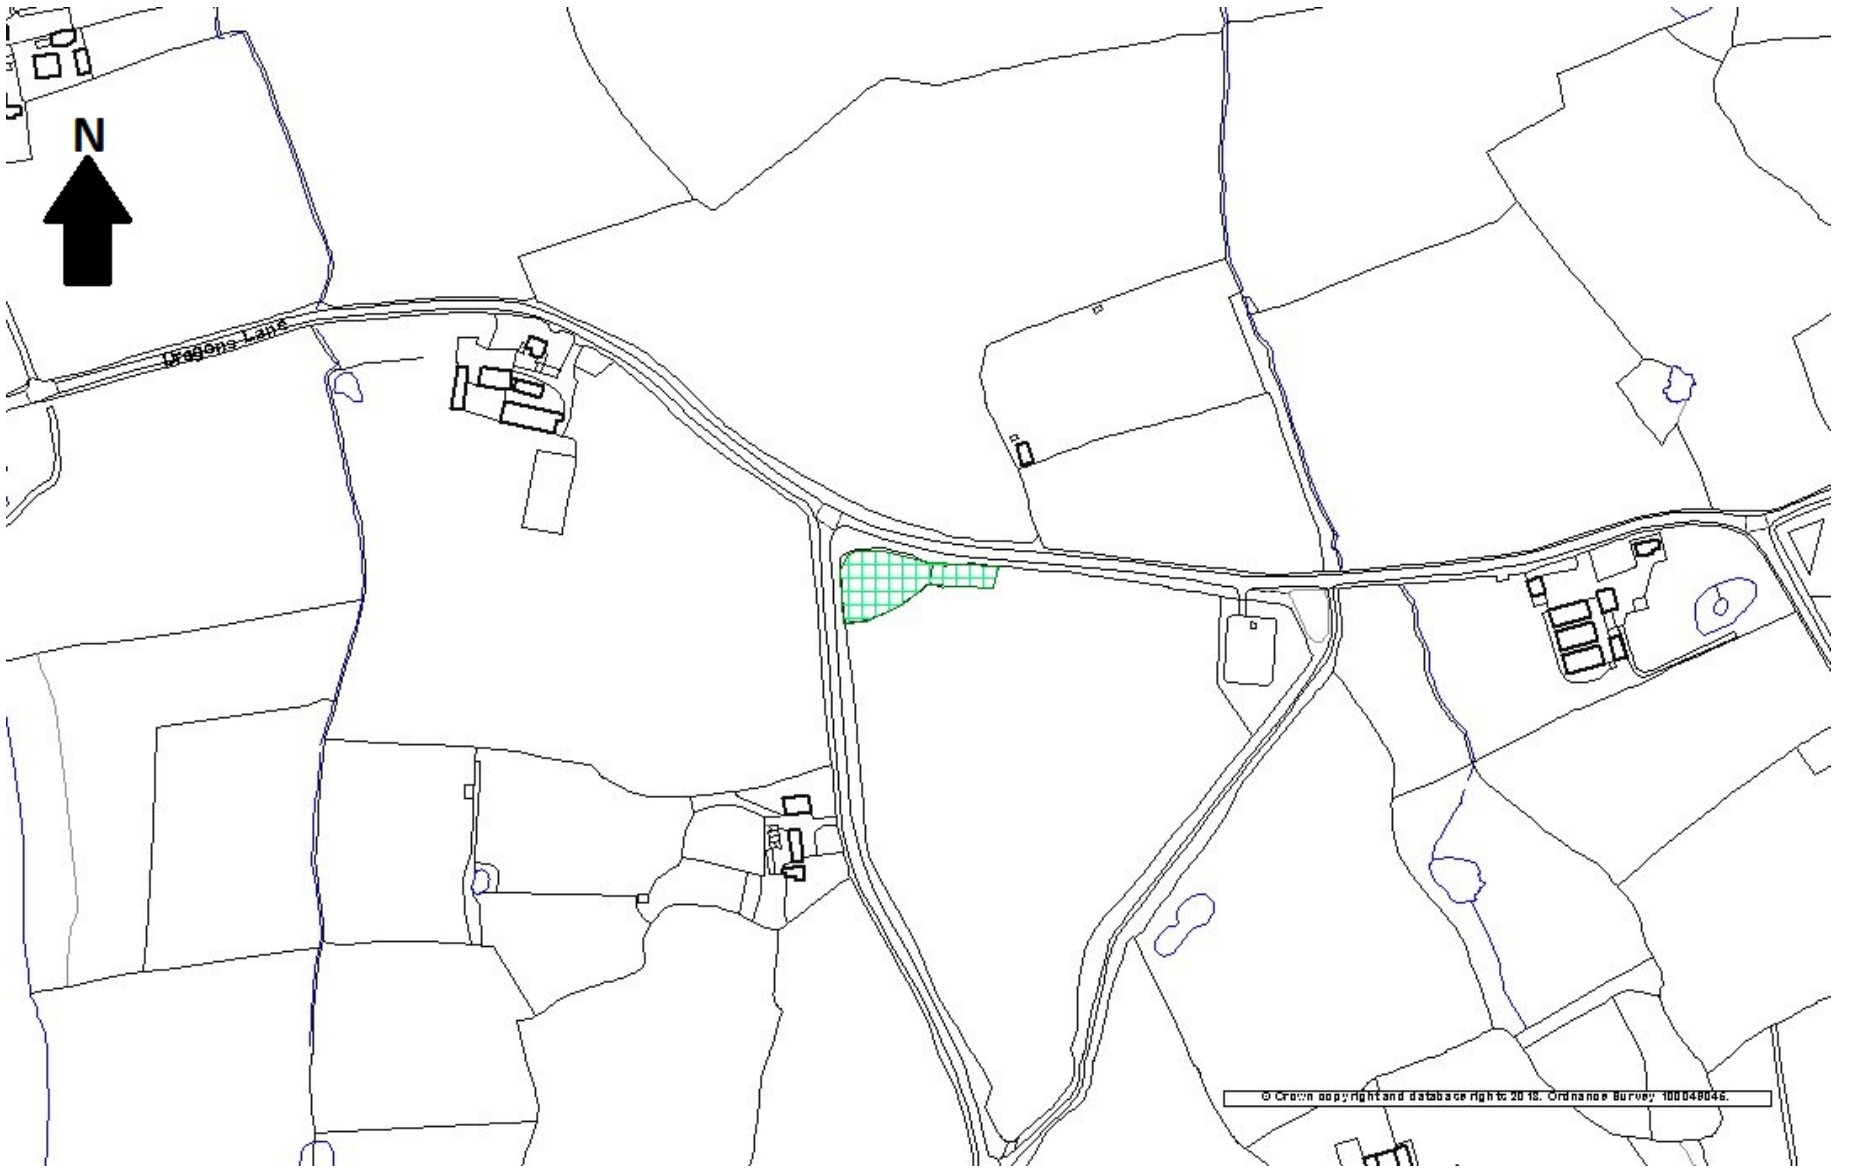 N
Dragons Lane
© Crown copyright and database rights 2018. Ordnance Survey 100049046.